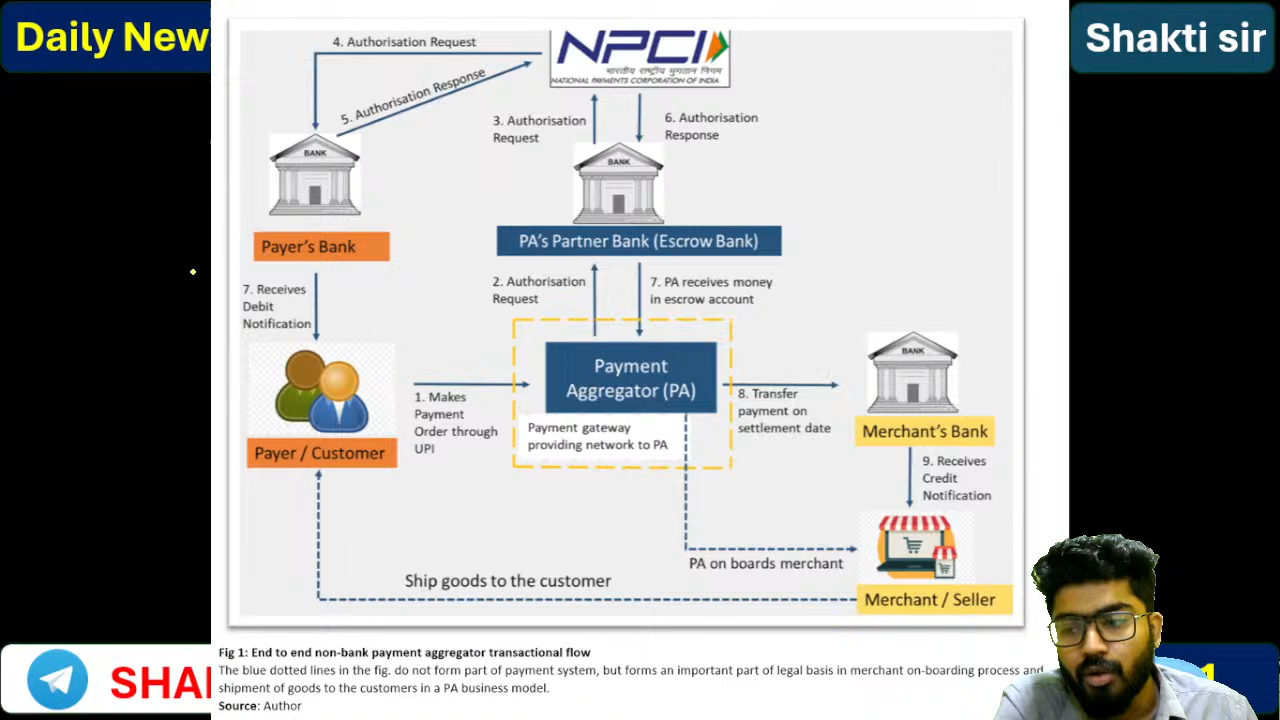 Daily New
Shakti sir
4. Authorisation Request
NPCI
भारतीय राष्ट्रीय भुगतान निगम
NATIONAL PAYMENTS CORPORATION OF INDIA
5. Authorisation Response
3. Authorisation
Request
6. Authorisation
Response
BANK
BANK
Payer's Bank
PA's Partner Bank (Escrow Bank)
7. Receives
Debit
Notification
2. Authorisation
Request
7. PA receives money
in escrow account
BANK
Payment
Aggregator (PA)
1. Makes
Payment
Order through
UPI
8. Transfer
payment on
settlement date
Payment gateway
providing network to PA
Merchant's Bank
Payer / Customer
9. Receives
Credit
Notification
PA on boards merchant
Ship goods to the customer
Merchant / Seller
Fig 1: End to end non-bank payment aggregator transactional flow
The blue dotted lines in the fig. do not form part of payment system, but forms an important part of legal basis in merchant on-boarding process and
shipment of goods to the customers in a PA business model.
Source: Author
SHA
1